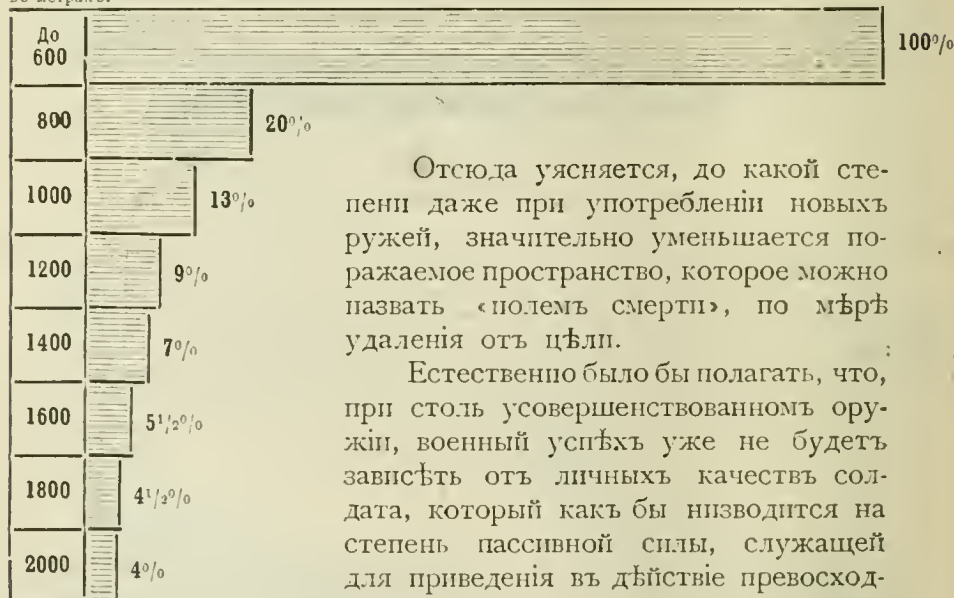 До
600
100%
800
20%
1000
13%
1200
9%
1400
7%
1600
5 1/2%
1800
4 1/2%
2000
4%
Отсюда уясняется, до какой сте-
пени даже при употребленіи новыхъ
ружей, значительно уменьшается по-
ражаемое пространство, которое можно
назвать «полемъ смерти», по мѣрѣ
удаленія отъ цѣли.
Естественно было бы полагать, что,
при столь усовершенствованномъ ору-
жіи, военный успѣхъ уже не будетъ
зависѣть отъ личныхъ качествъ сол-
дата, который какъ бы низводится на
степень пассивной силы, служащей
для приведенія въ дѣйствіе превосход-